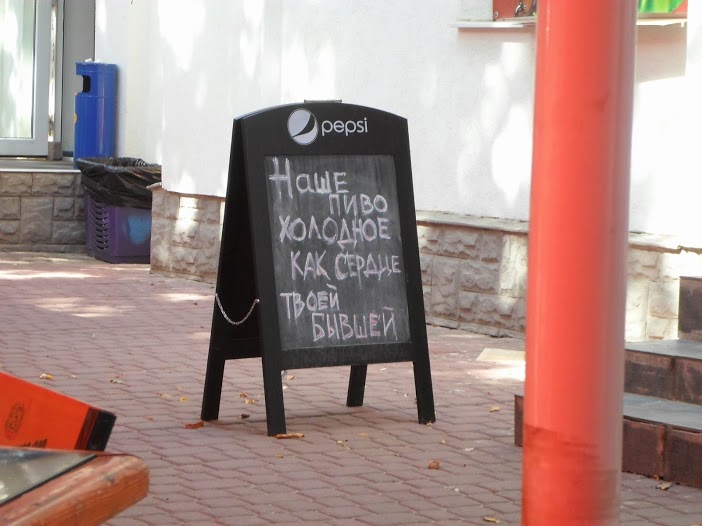 pepsi
Наше
пиво
холодное
как сердце
твоей
бывшей